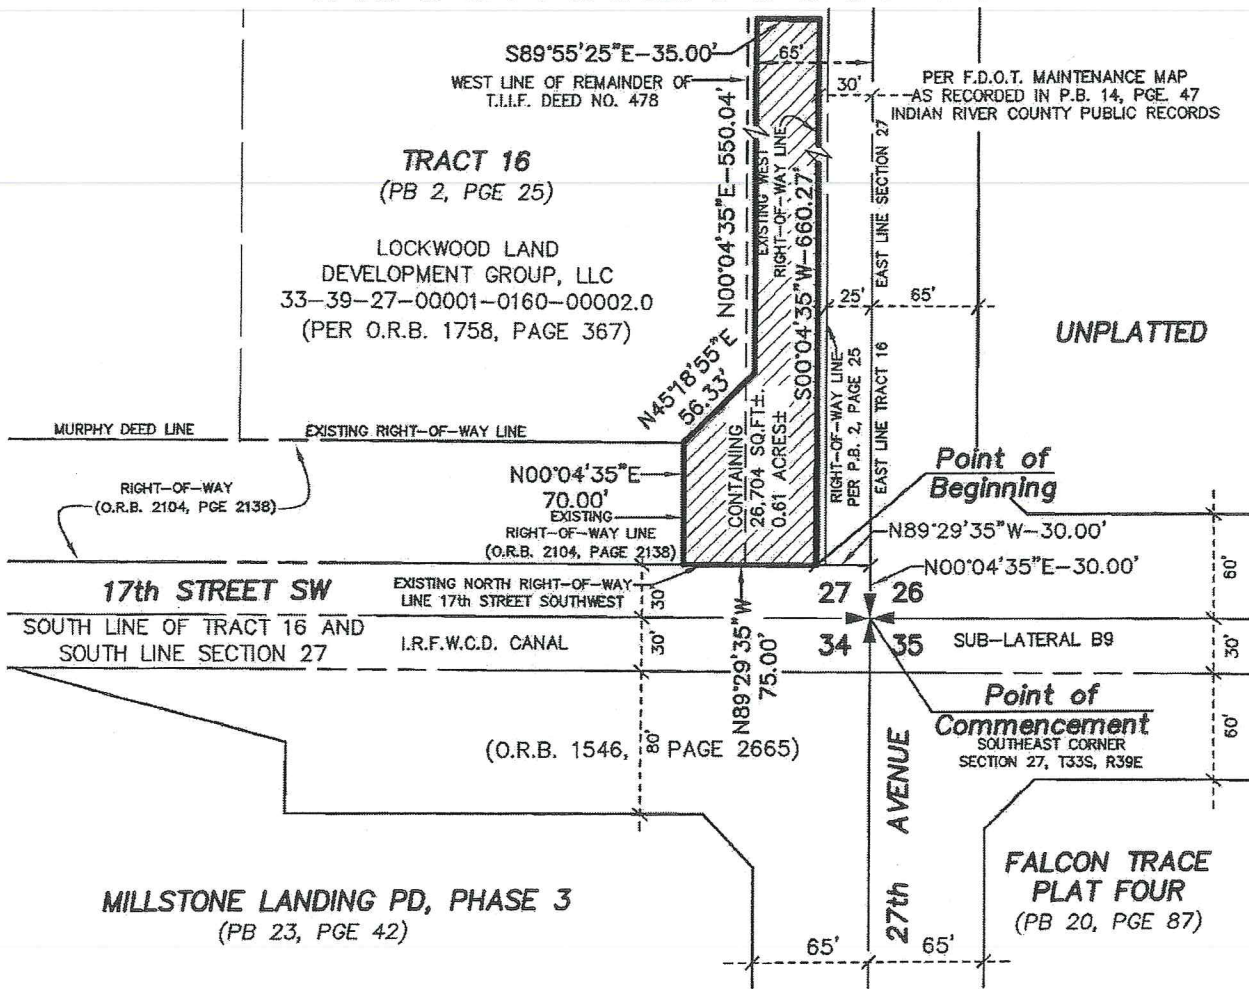 S89°55'25"E-35.00'
65'
WEST LINE OF REMAINDER OF
T.I.I.F. DEED NO. 478
30'
PER F.D.O.T. MAINTENANCE MAP
AS RECORDED IN P.B. 14, PGE. 47
INDIAN RIVER COUNTY PUBLIC RECORDS
TRACT 16
(PB 2, PGE 25)
N00°04'35"E-550.04'
EXISTING WEST
RIGHT-OF-WAY LINE
S00°04'35"W-660.27'
EAST LINE SECTION 27
LOCKWOOD LAND
DEVELOPMENT GROUP, LLC
33-39-27-00001-0160-00002.0
(PER O.R.B. 1758, PAGE 367)
25'
65'
UNPLATTED
N45°18'55"E
56.33'
RIGHT-OF-WAY LINE
PER P.B. 2, PAGE 25
EAST LINE TRACT 16
MURPHY DEED LINE
EXISTING RIGHT-OF-WAY LINE
CONTAINING
26,704 SQ.FT±.
0.61 ACRES±
Point of
Beginning
RIGHT-OF-WAY
(O.R.B. 2104, PGE 2138)
N00°04'35"E
70.00'
EXISTING
RIGHT-OF-WAY LINE
(O.R.B. 2104, PAGE 2138)
N89°29'35"W-30.00'
N00°04'35"E-30.00'
60'
17th STREET SW
EXISTING NORTH RIGHT-OF-WAY
LINE 17th STREET SOUTHWEST
30'
27
26
SOUTH LINE OF TRACT 16 AND
SOUTH LINE SECTION 27
I.R.F.W.C.D. CANAL
30'
N89°29'35"W
75.00'
34
35
SUB-LATERAL B9
30'
Point of
Commencement
SOUTHEAST CORNER
SECTION 27, T33S, R39E
60'
(O.R.B. 1546, PAGE 2665)
80'
27th AVENUE
MILLSTONE LANDING PD, PHASE 3
(PB 23, PGE 42)
FALCON TRACE
PLAT FOUR
(PB 20, PGE 87)
65'
65'